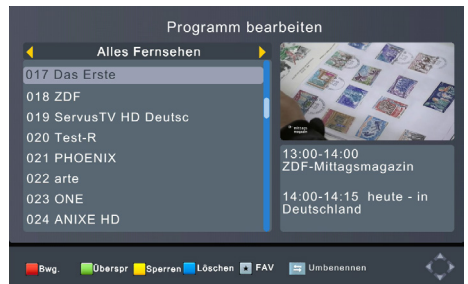 Programm bearbeiten
Alles Fernsehen
017 Das Erste
018 ZDF
019 ServusTV HD Deutsc
020 Test-R
021 PHOENIX
022 arte
023 ONE
024 ANIXE HD
mittags
magazin
13:00-14:00
ZDF-Mittagsmagazin
14:00-14:15 heute - in
Deutschland
Bwg. Überspr Sperren Löschen FAV Umbenennen